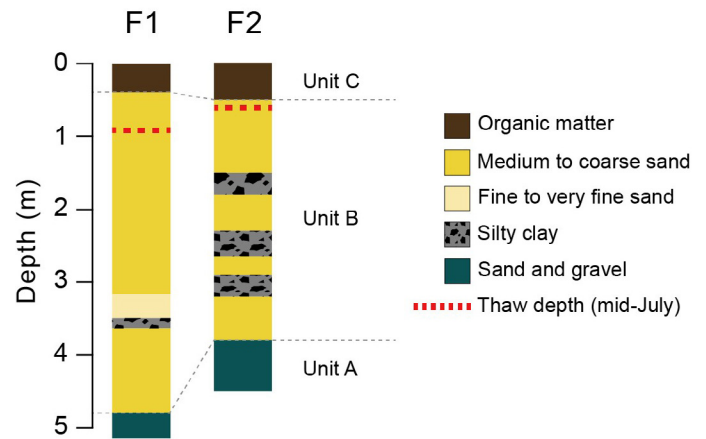 F1 F2
0
1
2
3
4
5
Depth (m)
Unit C
Unit B
Unit A
Organic matter
Medium to coarse sand
Fine to very fine sand
Silty clay
Sand and gravel
Thaw depth (mid-July)